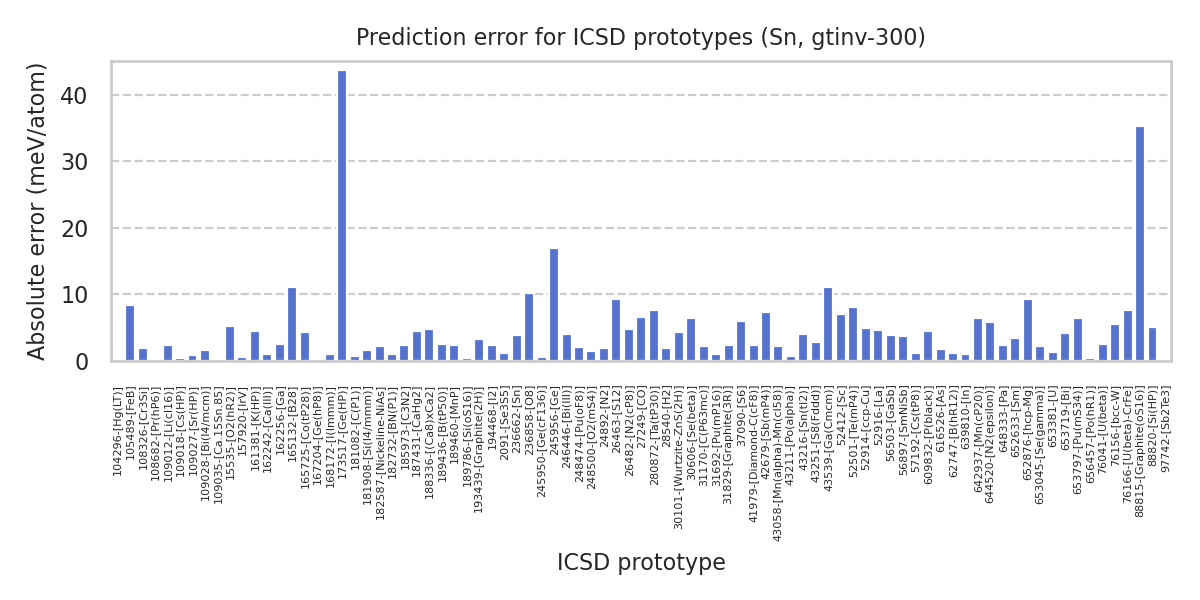 Prediction error for ICSD prototypes (Sn, gtinv-300)
Absolute error (meV/atom)
40
30
20
10
0
104296-[Hg(LT)]
105489-[FeB]
108326-[Cr3Si]
108682-[Pr(hP6)]
109012-[Li(cI16)]
109018-[Cs(HP)]
109027-[Sr(HP)]
109028-[Bi(I4/mcm)]
109035-[Ca.15Sn.85]
15535-[O2(hR2)]
157920-[IrV]
161381-[K(HP)]
162242-[Ca(III)]
162256-[Ga]
165132-[B28]
165725-[Co(tP28)]
167204-[Ge(hP8)]
168172-[I(Immm)]
173517-[Ge(HP)]
181082-[C(P1)]
181908-[Si(I4/mmm)]
182587-[Nickeline-NiAs]
182732-[BN(P1)]
185973-[C3N2]
187431-[CaHg2]
188336-[(Ca8)xCa2]
189436-[B(tP50)]
189460-[MnP]
189786-[Si(oS16)]
193439-[Graphite(2H)]
194468-[I2]
2091-[Se3S5]
236662-[Sn]
236858-[O8]
245950-[Ge(cF136)]
245956-[Ge]
246446-[Bi(III)]
248474-[Pu(oF8)]
248500-[O2(mS4)]
24892-[N2]
26463-[S12]
26482-[N2(cP8)]
27249-[CO]
28540-[H2]
280872-[Ta(tP30)]
30101-[Wurtzite-ZnS(2H)]
30606-[Se(beta)]
31170-[C(P63mc)]
31692-[Pu(mP16)]
31829-[Graphite(3R)]
37090-[S6]
41979-[Diamond-C(cF8)]
42679-[Sb(mP4)]
43058-[Mn(alpha)-Mn(cI58)]
43211-[Po(alpha)]
43216-[Sn(tI2)]
43251-[S8(Fddd)]
43539-[Ga(Cmcm)]
52412-[Sc]
52501-[Te(mP4)]
52914-[ccp-Cu]
52916-[La]
56503-[GaSb]
56897-[SmNiSb]
57192-[Cs(tP8)]
609832-[P(black)]
616526-[As]
62747-[B(hR12)]
639810-[In]
642937-[Mn(cP20)]
644520-[N2(epsilon)]
648333-[Pa]
652633-[Sm]
652876-[hcp-Mg]
653045-[Se(gamma)]
653381-[U]
653719-[Bi]
653797-[Pu(mS34)]
656457-[Po(hR1)]
76041-[U(beta)]
76156-[bcc-W]
76166-[U(beta)-CrFe]
88815-[Graphite(oS16)]
88820-[Si(HP)]
97742-[Sb2Te3]
ICSD prototype